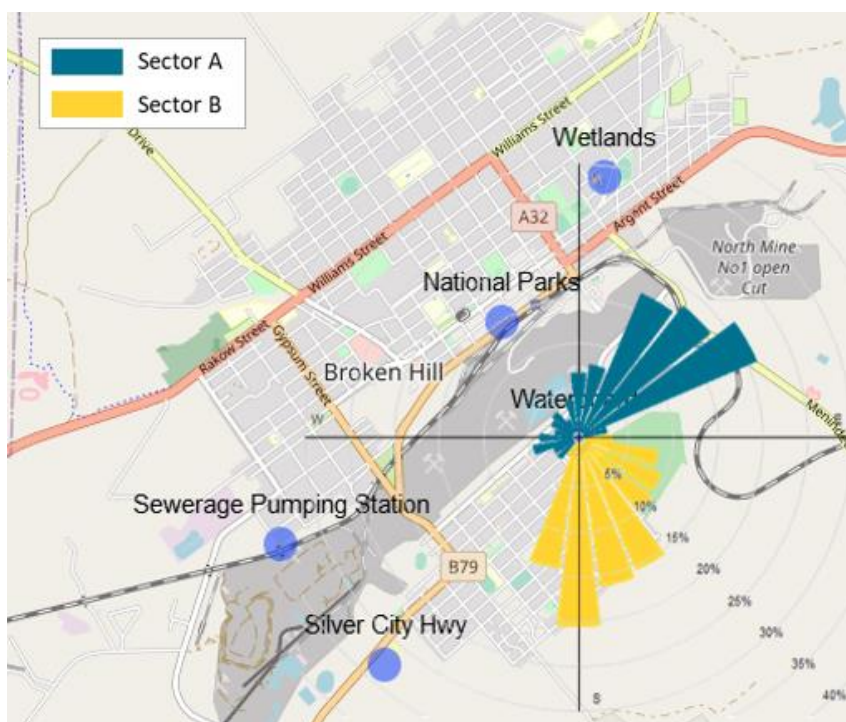 Sector A
Sector B
Drive
Williams Street
Wetlands
Argent Street
A32
North Mine
No1 open
Cut
Williams Street
National Parks
Rakow Street
Gypsum Street
Broken Hill
W
Menindee
Sewerage Pumping Station
5%
10%
15%
B79
20%
25%
Silver City Hwy
30%
35%
40%
S